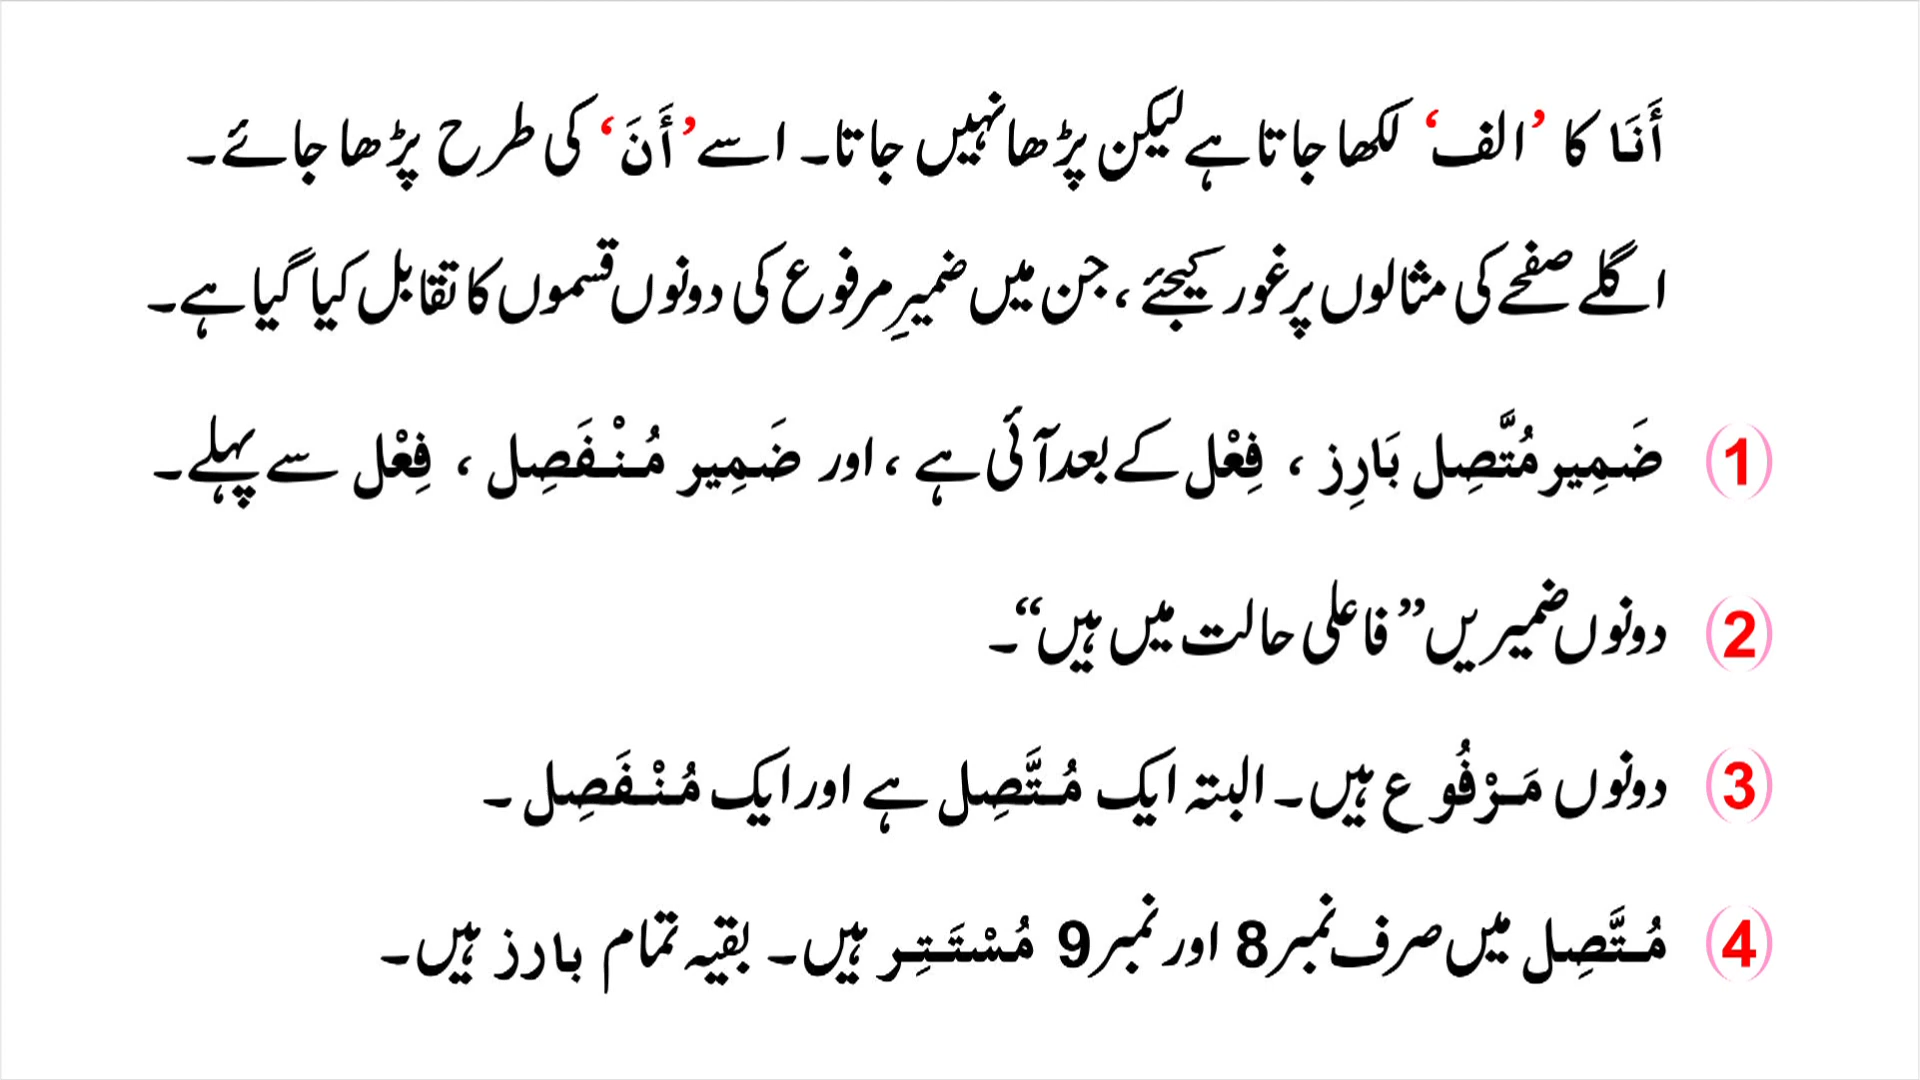 أَنَا کا ’الف‘ لکھا جاتا ہے لیکن پڑھا نہیں جاتا۔ اسے ’أَنَ‘ کی طرح پڑھا جائے۔
اگلے صفحے کی مثالوں پر غور کیجئے ، جن میں ضمیرِ مرفوع کی دونوں قسموں کا تقابل کیا گیا ہے۔
(1) ضَمِیر مُتَّصِل بَارِز ، فِعْل کے بعد آئی ہے ، اور ضَمِیر مُنْفَصِل ، فِعْل سے پہلے۔
(2) دونوں ضمیریں ”فاعلی حالت میں ہیں“۔
(3) دونوں مَرْفُوع ہیں۔ البتہ ایک مُتَّصِل ہے اور ایک مُنْفَصِل ۔
(4) مُتَّصِل میں صرف نمبر 8 اور نمبر 9 مُسْتَتِر ہیں۔ بقیہ تمام بارز ہیں۔